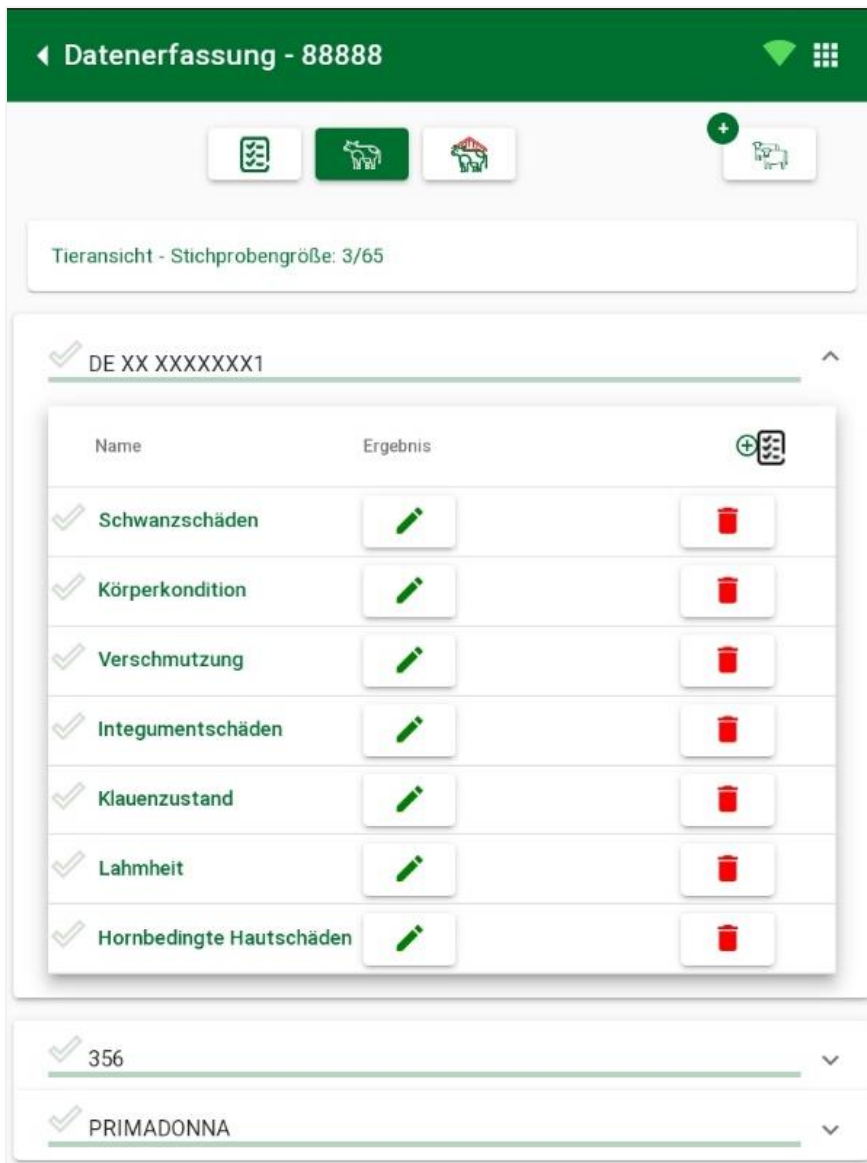 Datenerfassung - 88888
Tieransicht - Stichprobengröße: 3/65
DE XX XXXXXXX1
Name Ergebnis
Schwanzschäden
Körperkondition
Verschmutzung
Integumentschäden
Klauenzustand
Lahmheit
Hornbedingte Hautschäden
356
PRIMADONNA